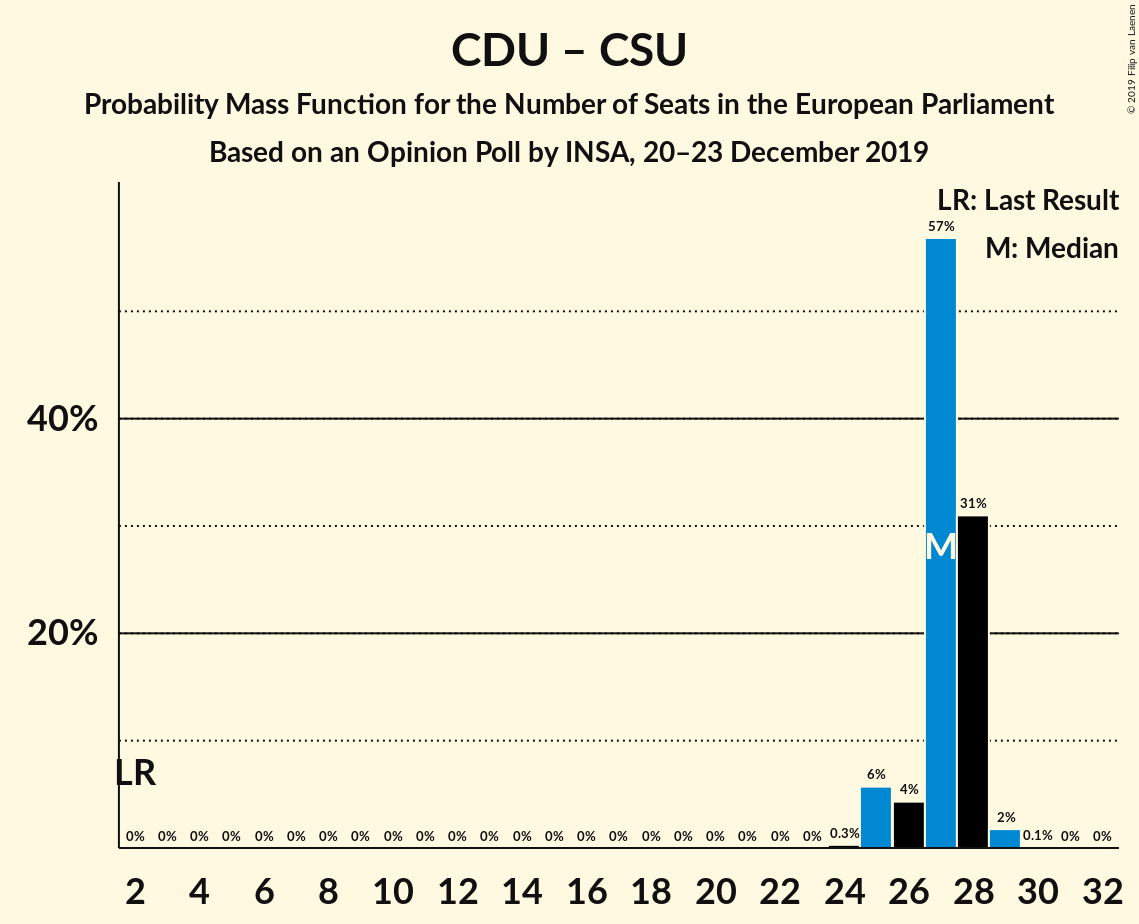 CDU – CSU
Probability Mass Function for the Number of Seats in the European Parliament
Based on an Opinion Poll by INSA, 20–23 December 2019
© 2019 Filip van Laenen
LR: Last Result
M: Median
57%
40%
31%
M
20%
LR
6%
4%
2%
0% 0% 0% 0% 0% 0% 0% 0% 0% 0% 0% 0% 0% 0% 0% 0% 0% 0% 0% 0% 0% 0% 0.3% 0.1% 0% 0%
2 4 6 8 10 12 14 16 18 20 22 24 26 28 30 32